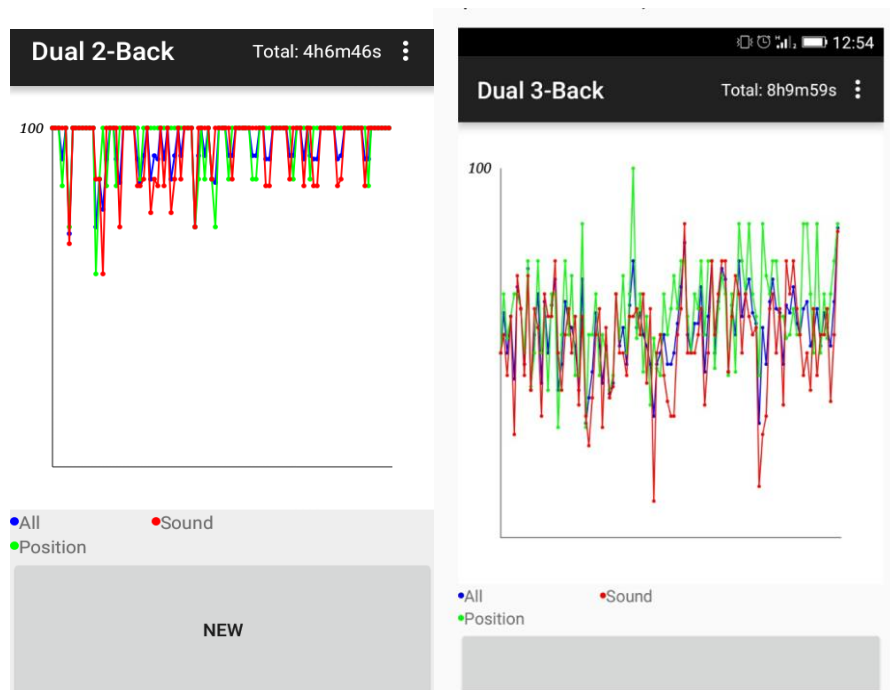 Dual 2-Back
Total: 4h6m46s
100
All
Sound
Position
NEW
12:54
Dual 3-Back
Total: 8h9m59s
100
All
Sound
Position